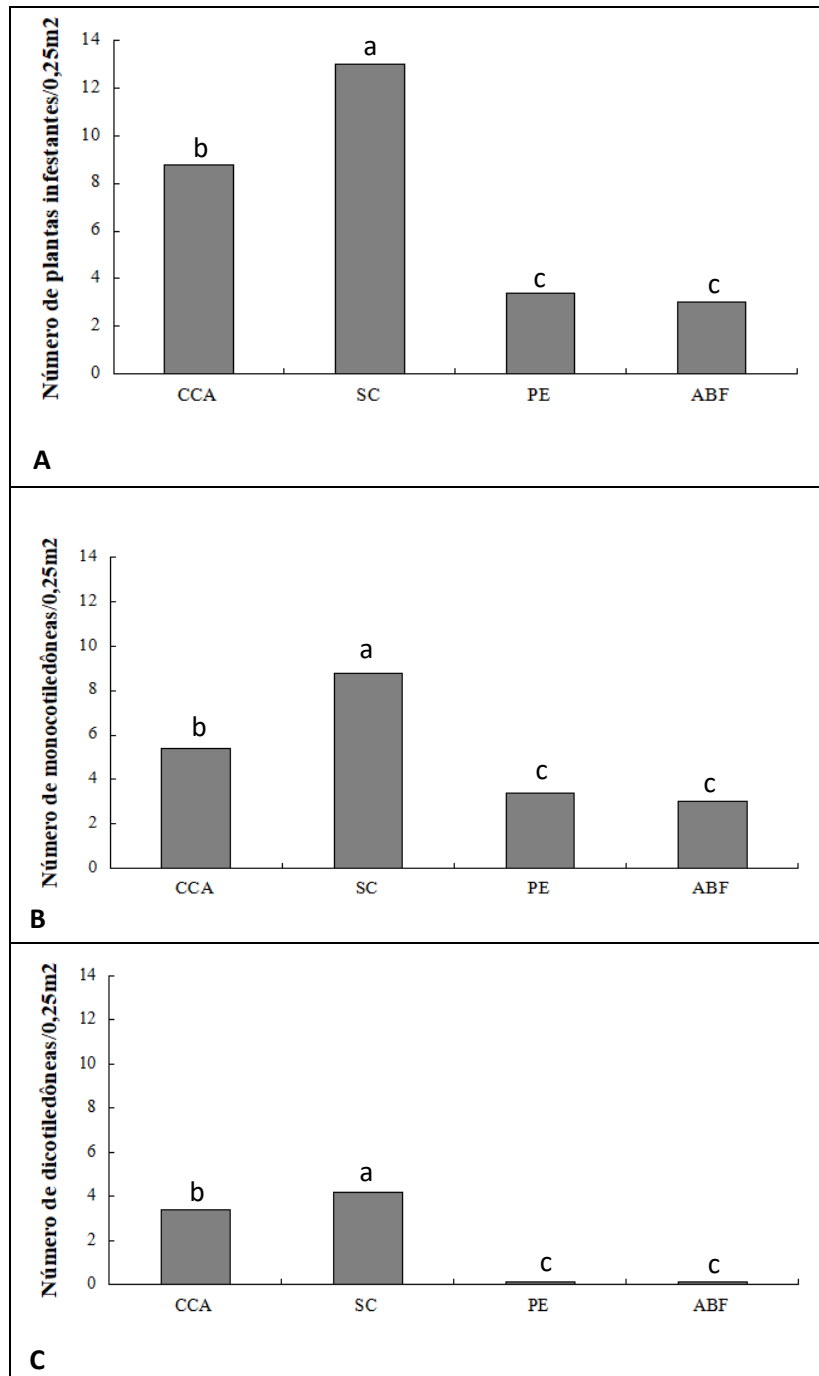 Número de plantas infestantes/0,25m2
14
12
10
8
6
4
2
0
b
a
c
c
CCA SC PE ABF
A
Número de monocotiledôneas/0,25m2
14
12
10
8
6
4
2
0
b
a
c
c
CCA SC PE ABF
B
Número de dicotiledôneas/0,25m2
14
12
10
8
6
4
2
0
b
a
c
c
CCA SC PE ABF
C